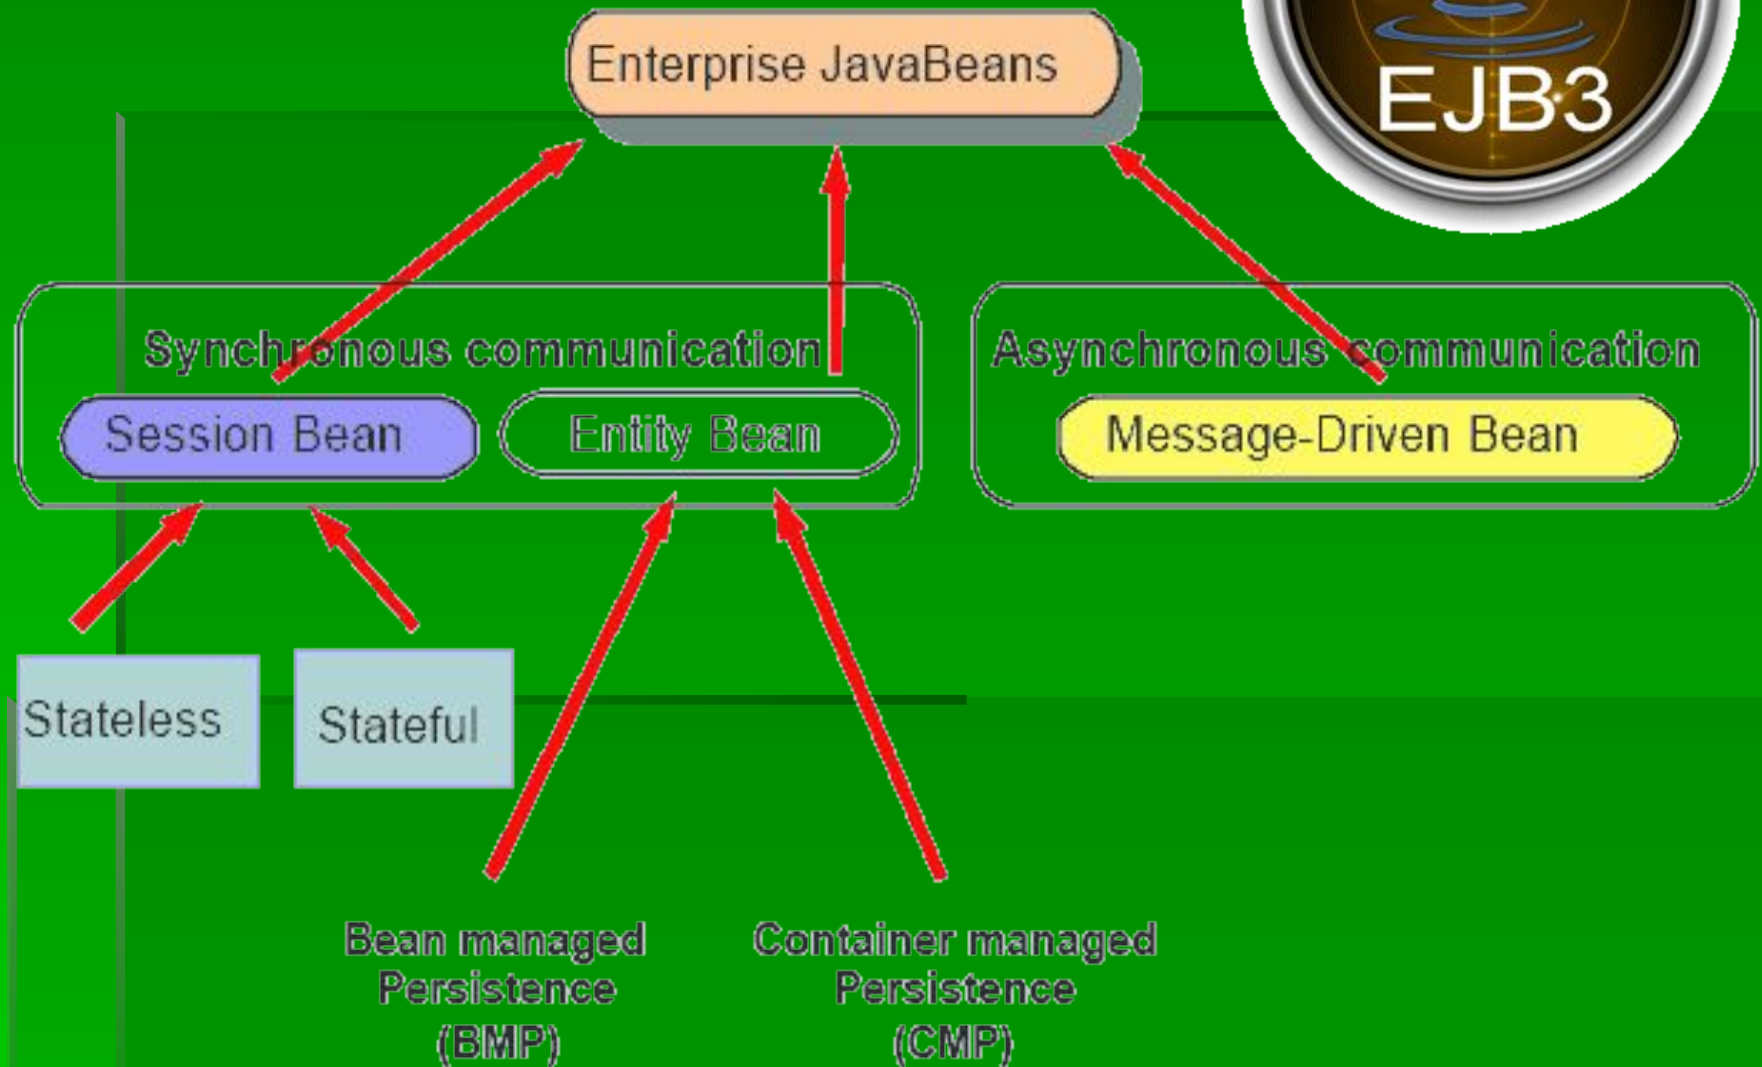 Enterprise JavaBeans
EJB3
Synchronous communication
Asynchronous communication
Session Bean
Entity Bean
Message-Driven Bean
Stateless
Stateful
Bean managed
Persistence
(BMP)
Container managed
Persistence
(CMP)